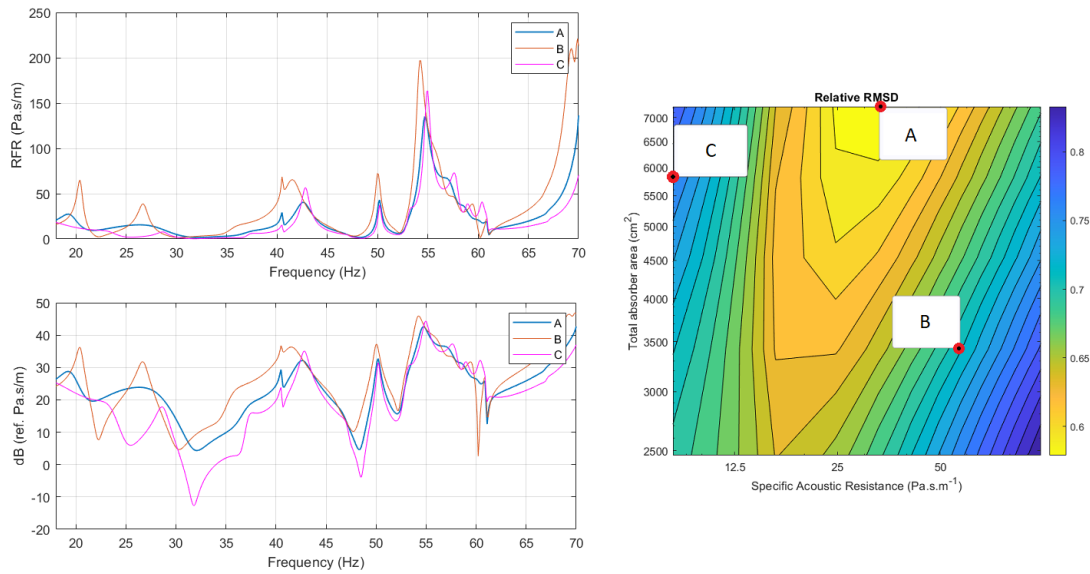 250
200
150
100
50
0
RFR (Pa.s/m)
A
B
C
20 25 30 35 40 45 50 55 60 65 70
Frequency (Hz)
50
40
30
20
10
0
-10
-20
dB (ref. Pa.s/m)
A
B
C
20 25 30 35 40 45 50 55 60 65 70
Frequency (Hz)
Relative RMSD
7000
6500
6000
5500
5000
4500
4000
3500
3000
2500
Total absorber area (cm²)
A
C
B
12.5 25 50
Specific Acoustic Resistance (Pa.s.m⁻¹)
0.8
0.75
0.7
0.65
0.6